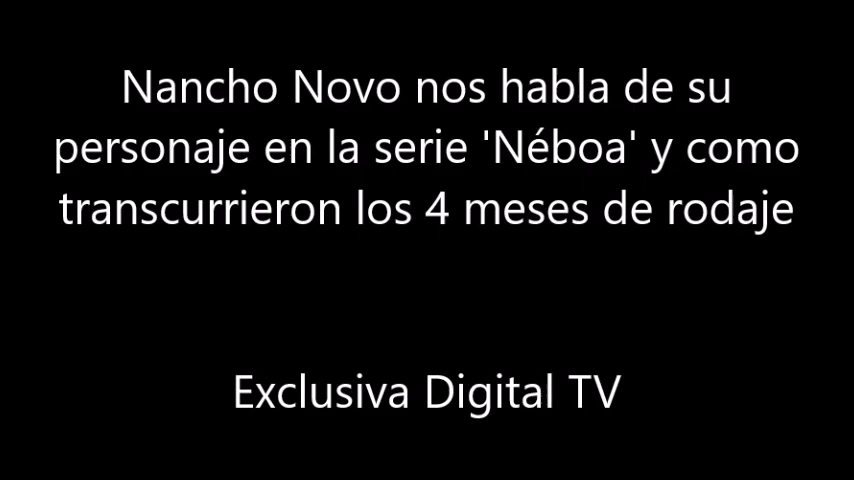 Nancho Novo nos habla de su
personaje en la serie 'Néboa' y como
transcurrieron los 4 meses de rodaje
Exclusiva Digital TV